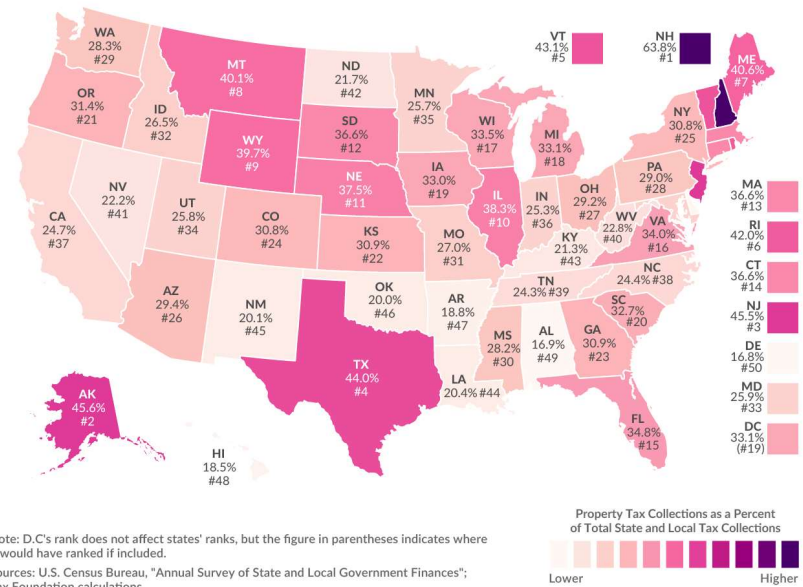 WA
28.3%
#29
OR
31.4%
#21
CA
24.7%
#37
ID
26.5%
#32
NV
22.2%
#41
MT
40.1%
#8
WY
39.7%
#9
UT
25.8%
#34
AZ
29.4%
#26
CO
30.8%
#24
NM
20.1%
#45
ND
21.7%
#42
SD
36.6%
#12
NE
37.5%
#11
KS
30.9%
#22
OK
20.0%
#46
TX
44.0%
#4
MN
25.7%
#35
IA
33.0%
#19
MO
27.0%
#31
AR
18.8%
#47
LA
20.4% #44
WI
33.5%
#17
IL
38.3%
#10
MI
33.1%
#18
IN
25.3%
#36
OH
29.2%
#27
KY
21.3%
#43
TN
24.3% #39
MS
28.2%
#30
AL
16.9%
#49
GA
30.9%
#23
FL
34.8%
#15
SC
32.7%
#20
NC
24.4% #38
WV
22.8%
#40
VA
34.0%
#16
PA
29.0%
#28
NY
30.8%
#25
VT
43.1%
#5
NH
63.8%
#1
ME
40.6%
#7
MA
36.6%
#13
RI
42.0%
#6
CT
36.6%
#14
NJ
45.5%
#3
DE
16.8%
#50
MD
25.9%
#33
DC
33.1%
(#19)
AK
45.6%
#2
HI
18.5%
#48
ote: D.C's rank does not affect states' ranks, but the figure in parentheses indicates where
would have ranked if included.
ources: U.S. Census Bureau, "Annual Survey of State and Local Government Finances";
ax Foundation calculations
Property Tax Collections as a Percent
of Total State and Local Tax Collections
Lower
Higher